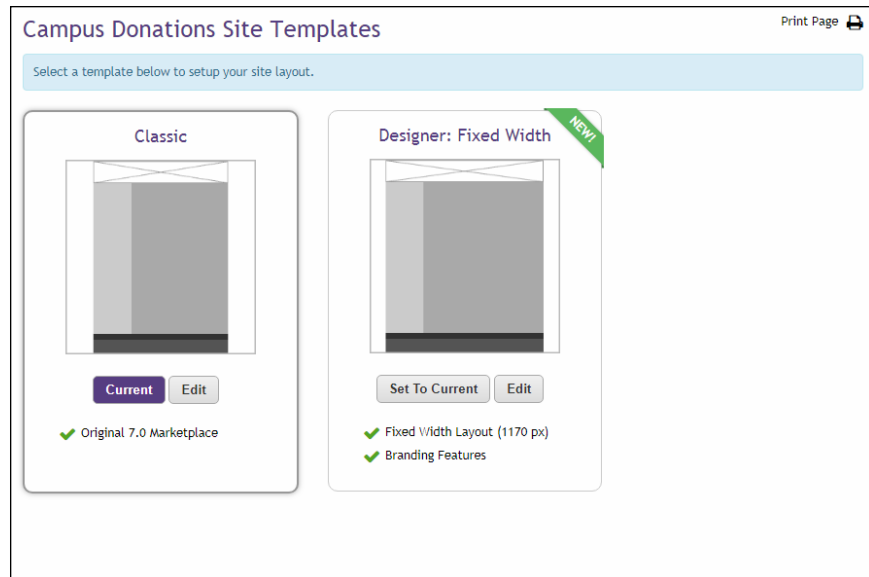 Campus Donations Site Templates
Print Page
Select a template below to setup your site layout.
Classic
Designer: Fixed Width
NEW!
Current
Edit
Set To Current
Edit
Original 7.0 Marketplace
Fixed Width Layout (1170 px)
Branding Features